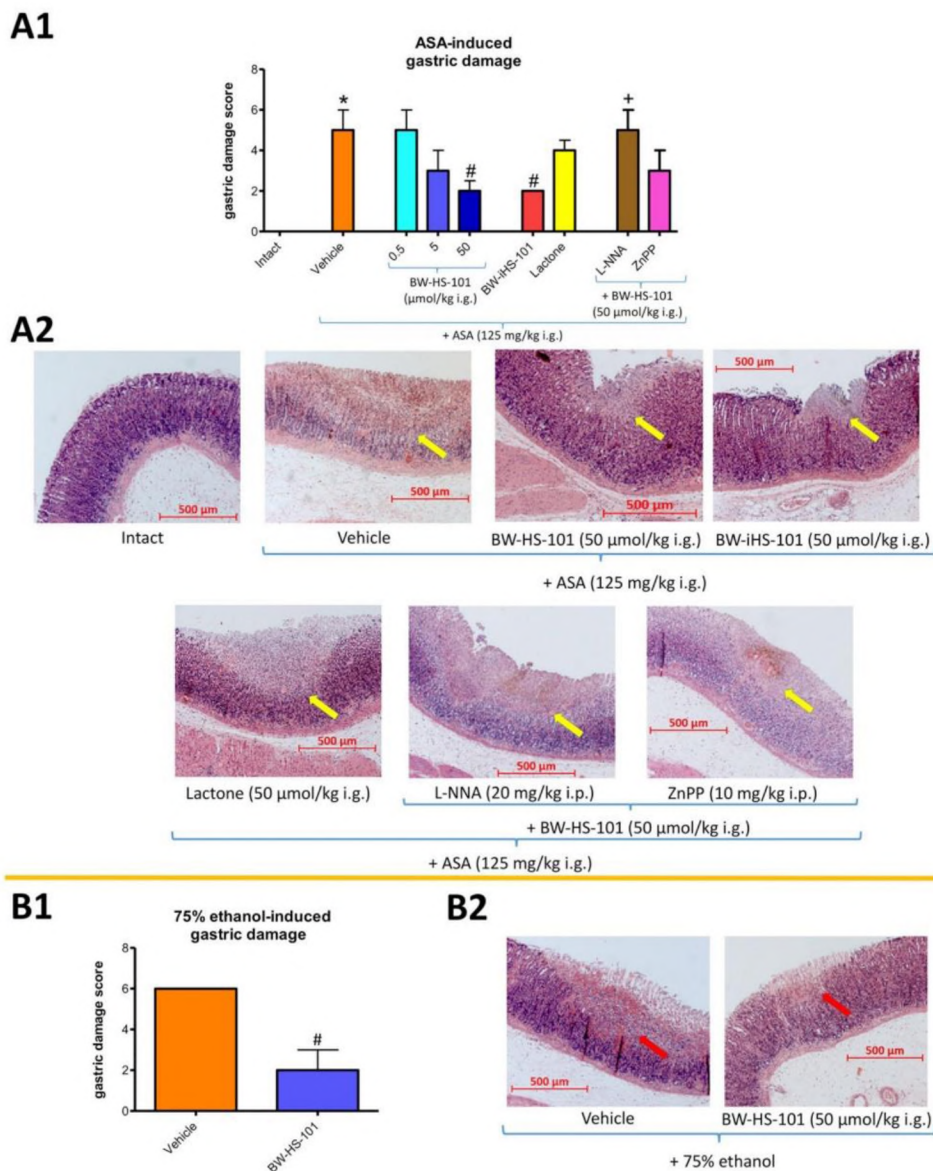 A1
ASA-induced
gastric damage
gastric damage score
8
6
4
2
0
*
#
#
+
Intact
Vehicle
0.5
5
50
BW-iHS-101
Lactone
L-NNA
ZnPP
BW-HS-101
(µmol/kg i.g.)
+ BW-HS-101
(50 µmol/kg i.g.)
+ ASA (125 mg/kg i.g.)
A2
500 µm
500 µm
500 µm
500 µm
Intact
Vehicle
BW-HS-101 (50 µmol/kg i.g.)
BW-iHS-101 (50 µmol/kg i.g.)
+ ASA (125 mg/kg i.g.)
500 µm
500 µm
500 µm
Lactone (50 µmol/kg i.g.)
L-NNA (20 mg/kg i.p.)
ZnPP (10 mg/kg i.p.)
+ BW-HS-101 (50 µmol/kg i.g.)
+ ASA (125 mg/kg i.g.)
B1
75% ethanol-induced
gastric damage
gastric damage score
8
6
4
2
0
#
Vehicle
BW-HS-101
B2
500 µm
500 µm
Vehicle
BW-HS-101 (50 µmol/kg i.g.)
+ 75% ethanol